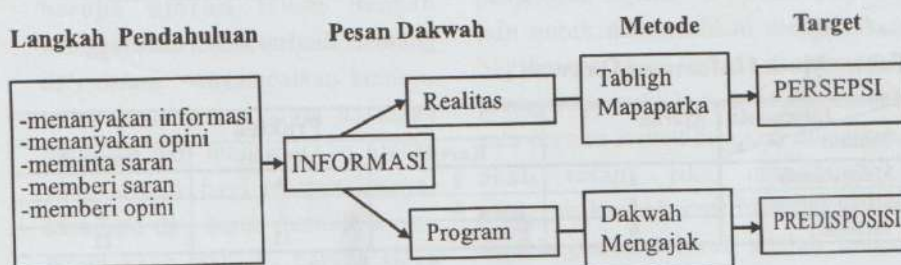 Langkah Pendahuluan
Pesan Dakwah
Metode
Target
-menanyakan informasi
-menanyakan opini
-meminta saran
-memberi saran
-memberi opini
INFORMASI
Realitas
Tabligh
Mapaparka
PERSEPSI
Program
Dakwah
Mengajak
PREDISPOSISI